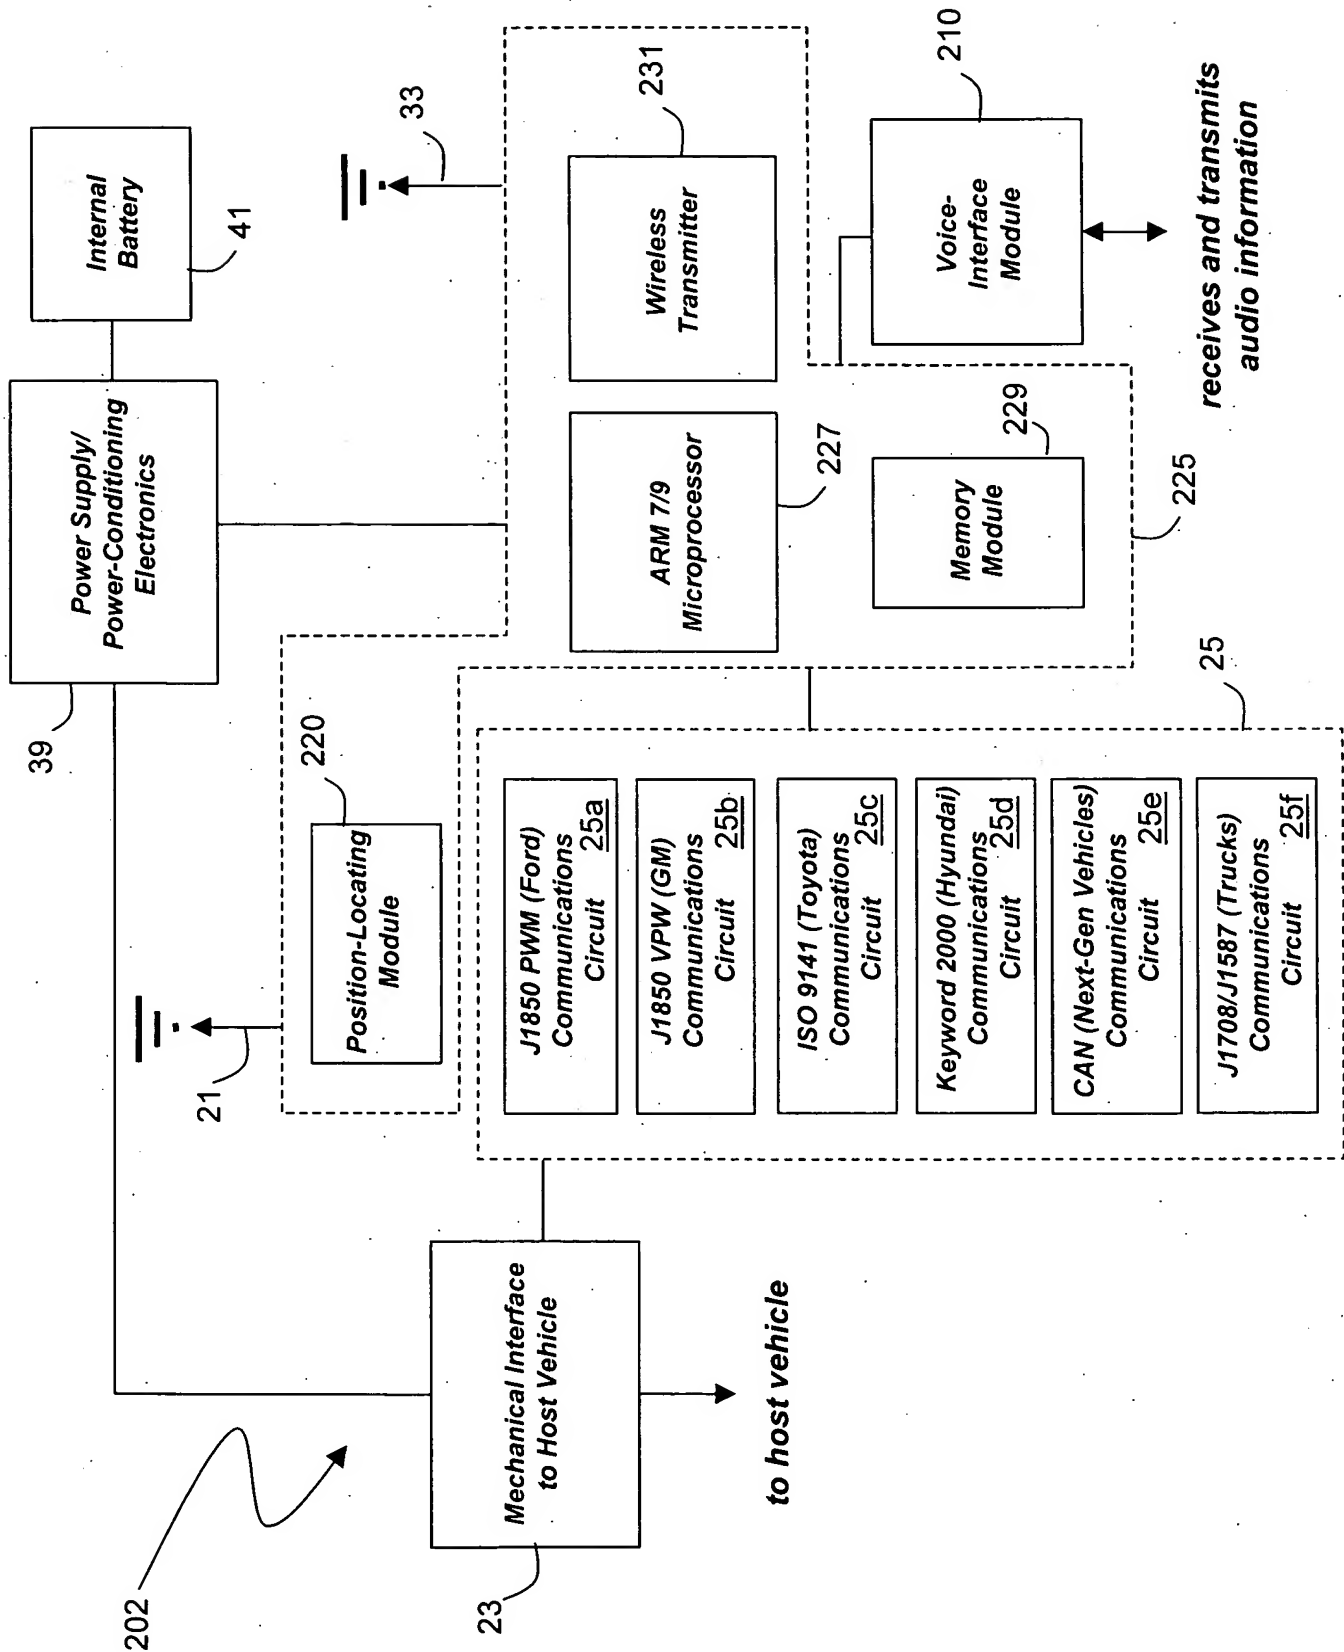 202
39
Power Supply/
Power-Conditioning
Electronics
Internal
Battery
41
21
220
Position-Locating
Module
33
Mechanical Interface
to Host Vehicle
23
to host vehicle
J1850 PWM (Ford)
Communications
Circuit 25a
J1850 VPW (GM)
Communications
Circuit 25b
ISO 9141 (Toyota)
Communications
Circuit 25c
Keyword 2000 (Hyundai)
Communications
Circuit 25d
CAN (Next-Gen Vehicles)
Communications
Circuit 25e
J1708/J1587 (Trucks)
Communications
Circuit 25f
25
ARM 7/9
Microprocessor
227
Wireless
Transmitter
231
Memory
Module
229
225
Voice-
Interface
Module
210
receives and transmits
audio information